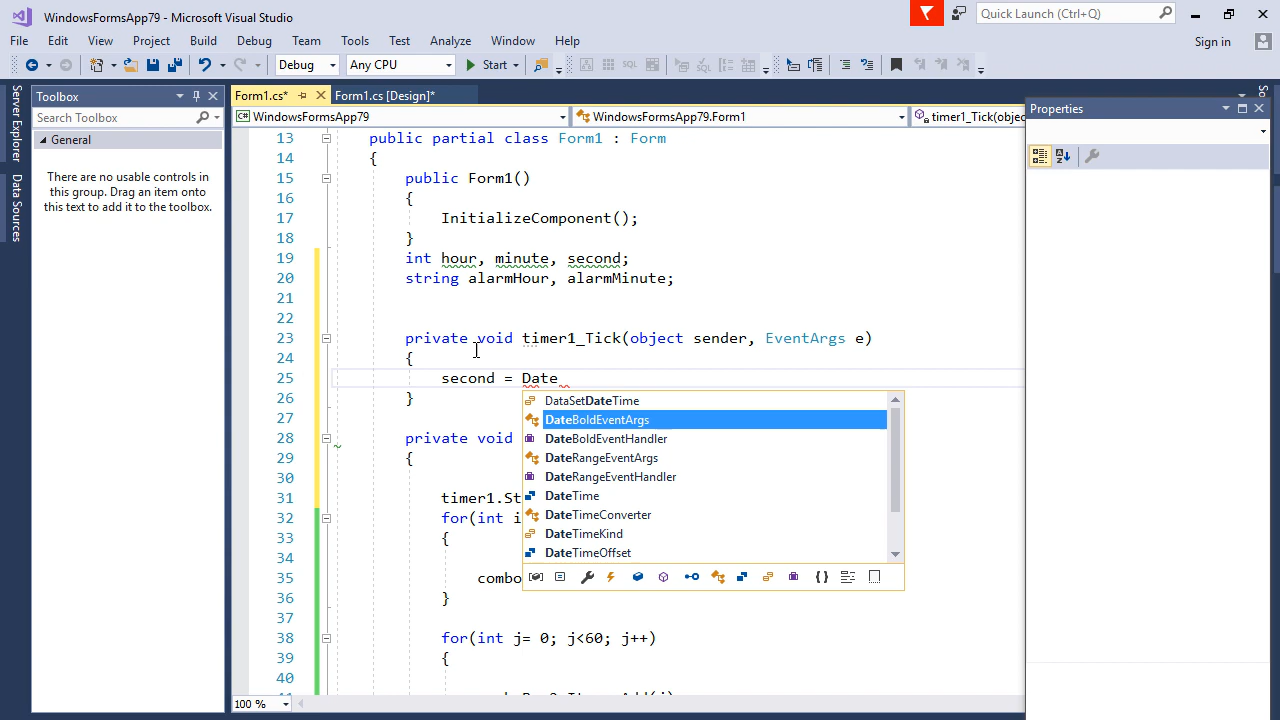 WindowsFormsApp79 - Microsoft Visual Studio
Quick Launch (Ctrl+Q)
File Edit View Project Build Debug Team Tools Test Analyze Window Help
Sign in
Debug Any CPU Start
Server Explorer
Data Sources
Toolbox
Search Toolbox
General
There are no usable controls in
this group. Drag an item onto
this text to add it to the toolbox.
Form1.cs* Form1.cs [Design]*
WindowsFormsApp79 WindowsFormsApp79.Form1 timer1_Tick(objec
Properties
13 public partial class Form1 : Form
14 {
15 public Form1()
16 {
17 InitializeComponent();
18 }
19 int hour, minute, second;
20 string alarmHour, alarmMinute;
21
22
23 private void timer1_Tick(object sender, EventArgs e)
24 {
25 second = Date
26 }
27
28 private void
29 {
30
31 timer1.St
32 for(int i
33 {
34
35 combo
36 }
37
38 for(int j= 0; j<60; j++)
39 {
40
DataSetDateTime
DateBoldEventArgs
DateBoldEventHandler
DateRangeEventArgs
DateRangeEventHandler
DateTime
DateTimeConverter
DateTimeKind
DateTimeOffset
100 %